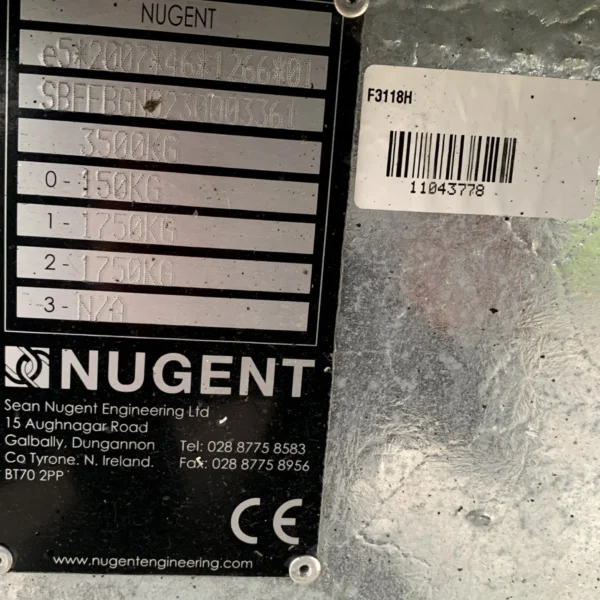 NUGENT
e5*2007*46*1266*01
3500KG
0 - 150KG
1 - 1750KG
2 - 1750KG
3 - N/A
NUGENT
Sean Nugent Engineering Ltd
15 Aughnagar Road
Galbally, Dungannon
Co Tyrone. N. Ireland.
BT70 2PP
Tel: 028 8775 8583
Fax: 028 8775 8956
CE
www.nugentengineering.com
F3118H
11043778